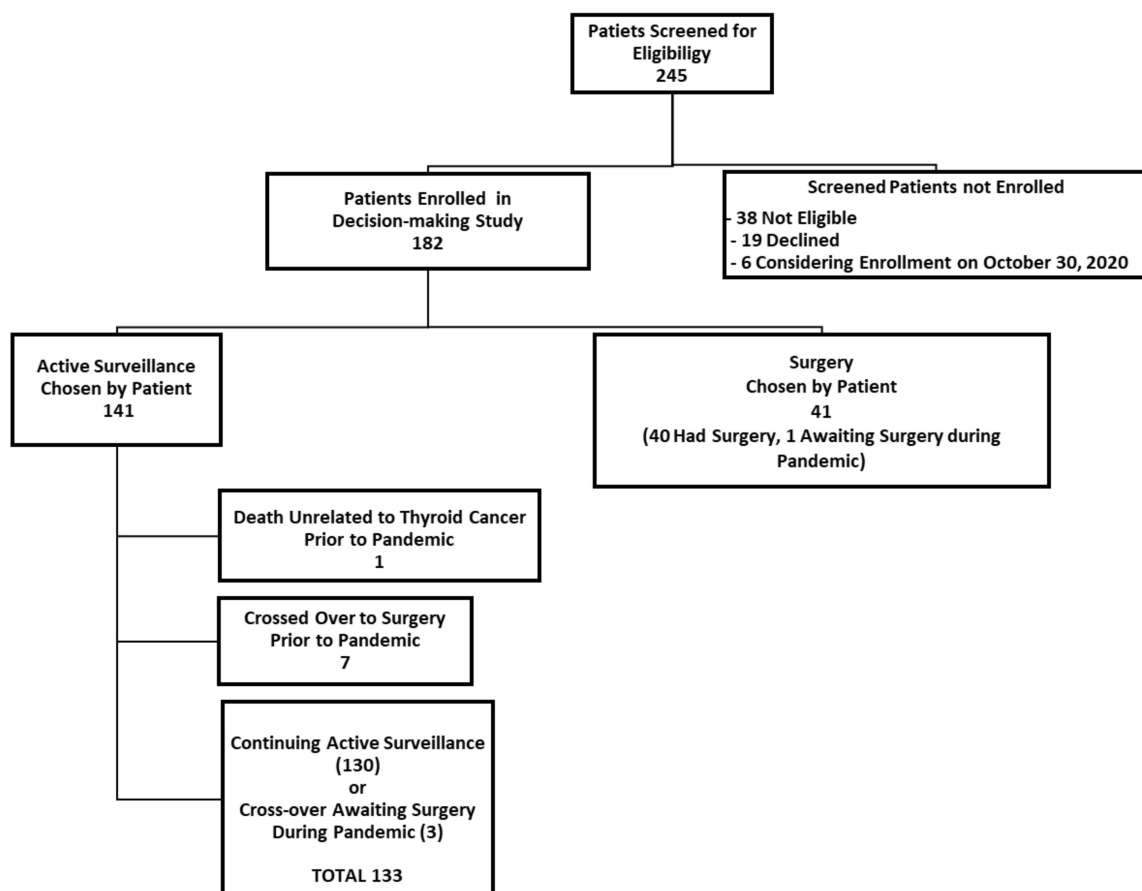 Patiets Screened for
Eligibiligy
245
Patients Enrolled in
Decision-making Study
182
Screened Patients not Enrolled
- 38 Not Eligible
- 19 Declined
- 6 Considering Enrollment on October 30, 2020
Active Surveillance
Chosen by Patient
141
Surgery
Chosen by Patient
41
(40 Had Surgery, 1 Awaiting Surgery during
Pandemic)
Death Unrelated to Thyroid Cancer
Prior to Pandemic
1
Crossed Over to Surgery
Prior to Pandemic
7
Continuing Active Surveillance
(130)
or
Cross-over Awaiting Surgery
During Pandemic (3)
TOTAL 133